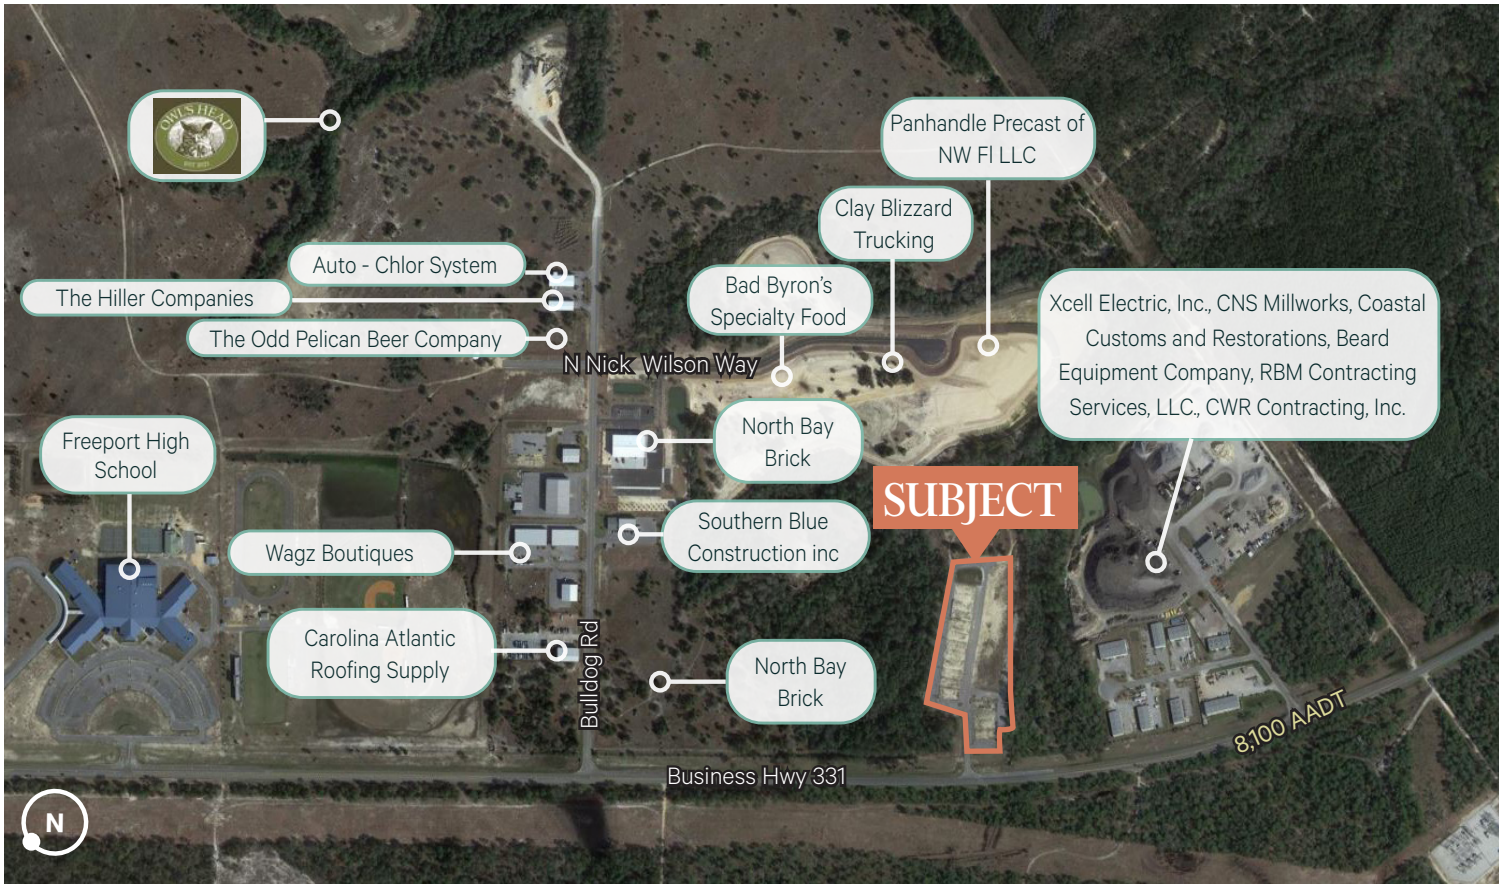 OWL'S HEAD
Panhandle Precast of
NW Fl LLC
Clay Blizzard
Trucking
Auto - Chlor System
The Hiller Companies
The Odd Pelican Beer Company
Bad Byron's
Specialty Food
Xcell Electric, Inc., CNS Millworks, Coastal
Customs and Restorations, Beard
Equipment Company, RBM Contracting
Services, LLC., CWR Contracting, Inc.
N Nick Wilson Way
Freeport High
School
North Bay
Brick
SUBJECT
Wagz Boutiques
Southern Blue
Construction inc
Carolina Atlantic
Roofing Supply
Bulldog Rd
North Bay
Brick
8,100 AADT
Business Hwy 331
N